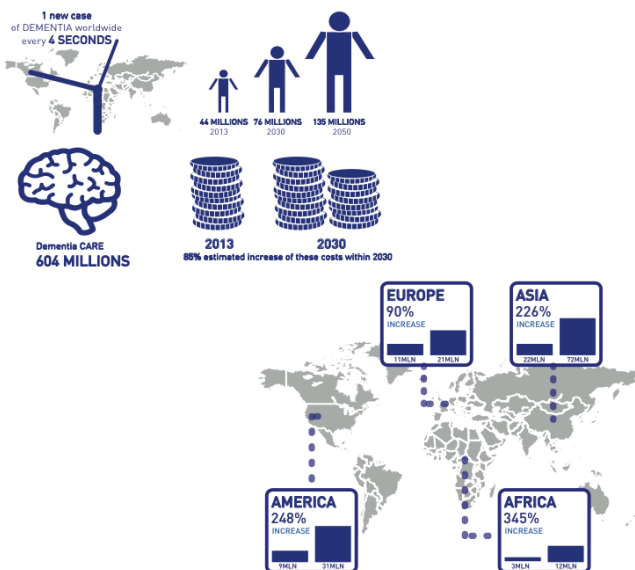 1 new case
of DEMENTIA worldwide
every 4 SECONDS
44 MILLIONS
2013
76 MILLIONS
2030
135 MILLIONS
2050
Dementia CARE
604 MILLIONS
2013
2030
85% estimated increase of these costs within 2030
EUROPE
90%
INCREASE
11MLN
21MLN
ASIA
226%
INCREASE
22MLN
72MLN
AMERICA
248%
INCREASE
9MLN
31MLN
AFRICA
345%
INCREASE
3MLN
12MLN